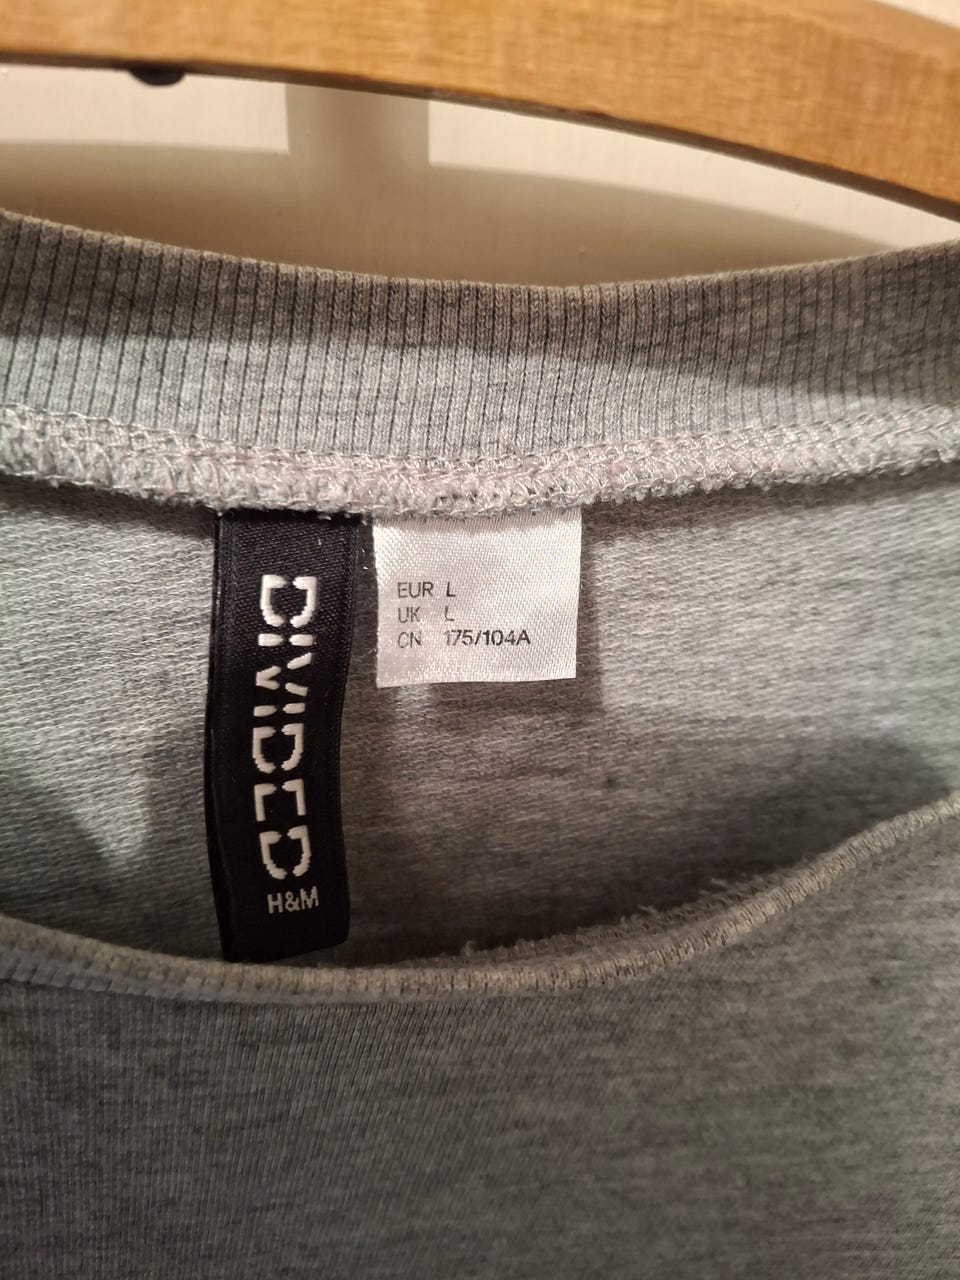 DIVIDED
H&M
EUR L
UK L
CN 175/104A